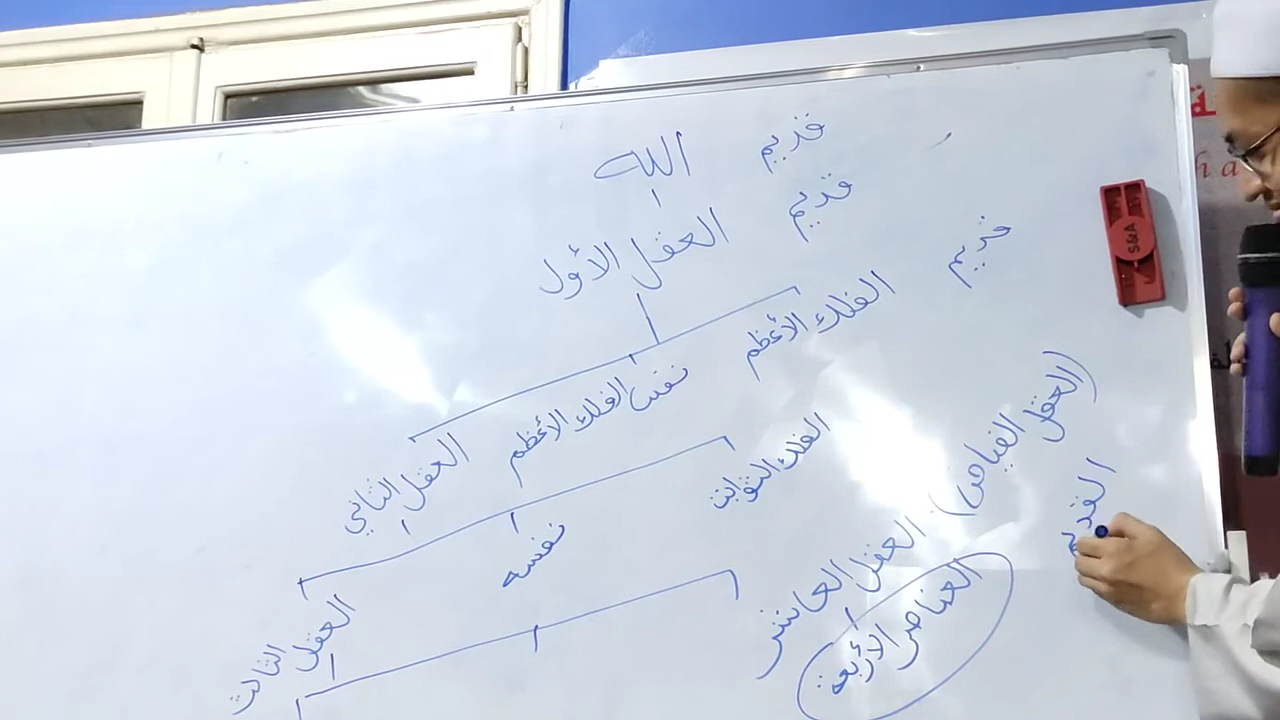 الله قديم
العقل الأول قديم
الفلك الأعظم قديم
نفس الفلك الأعظم
العقل الثاني
الفلك الثوابت
نفسه
العقل الثالث
العقل العاشر (العقل الفياض)
العناصر الأربعة
القديم
S&A